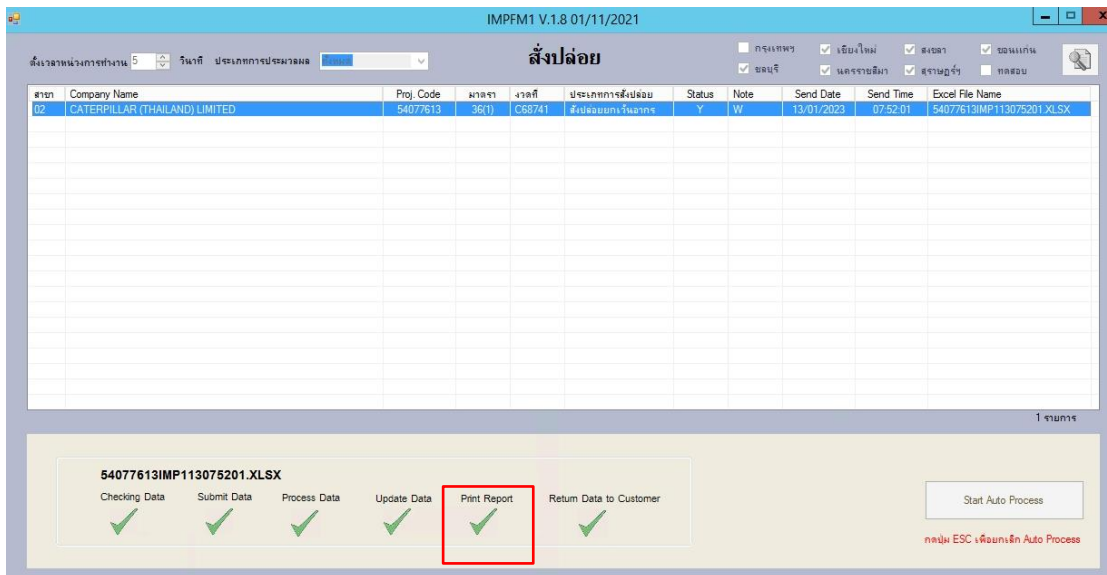 IMPFM1 V.1.8 01/11/2021
ตั้งเวลาหน่วงการทำงาน 5 วินาที ประเภทการประมวลผล สั่งปล่อย กรุงเทพฯ เชียงใหม่ สงขลา ขอนแก่น
ชลบุรี นครราชสีมา สุราษฎร์ฯ ทดสอบ
สาขา Company Name Proj. Code มาตรา งวดที่ ประเภทการสั่งปล่อย Status Note Send Date Send Time Excel File Name
02 CATERPILLAR (THAILAND) LIMITED 54077613 36(1) C68741 สั่งปล่อยยกเว้นอากร Y W 13/01/2023 07:52:01 54077613IMP113075201.XLSX
1 รายการ
54077613IMP113075201.XLSX
Checking Data Submit Data Process Data Update Data Print Report Return Data to Customer
Start Auto Process
กดปุ่ม ESC เพื่อยกเลิก Auto Process